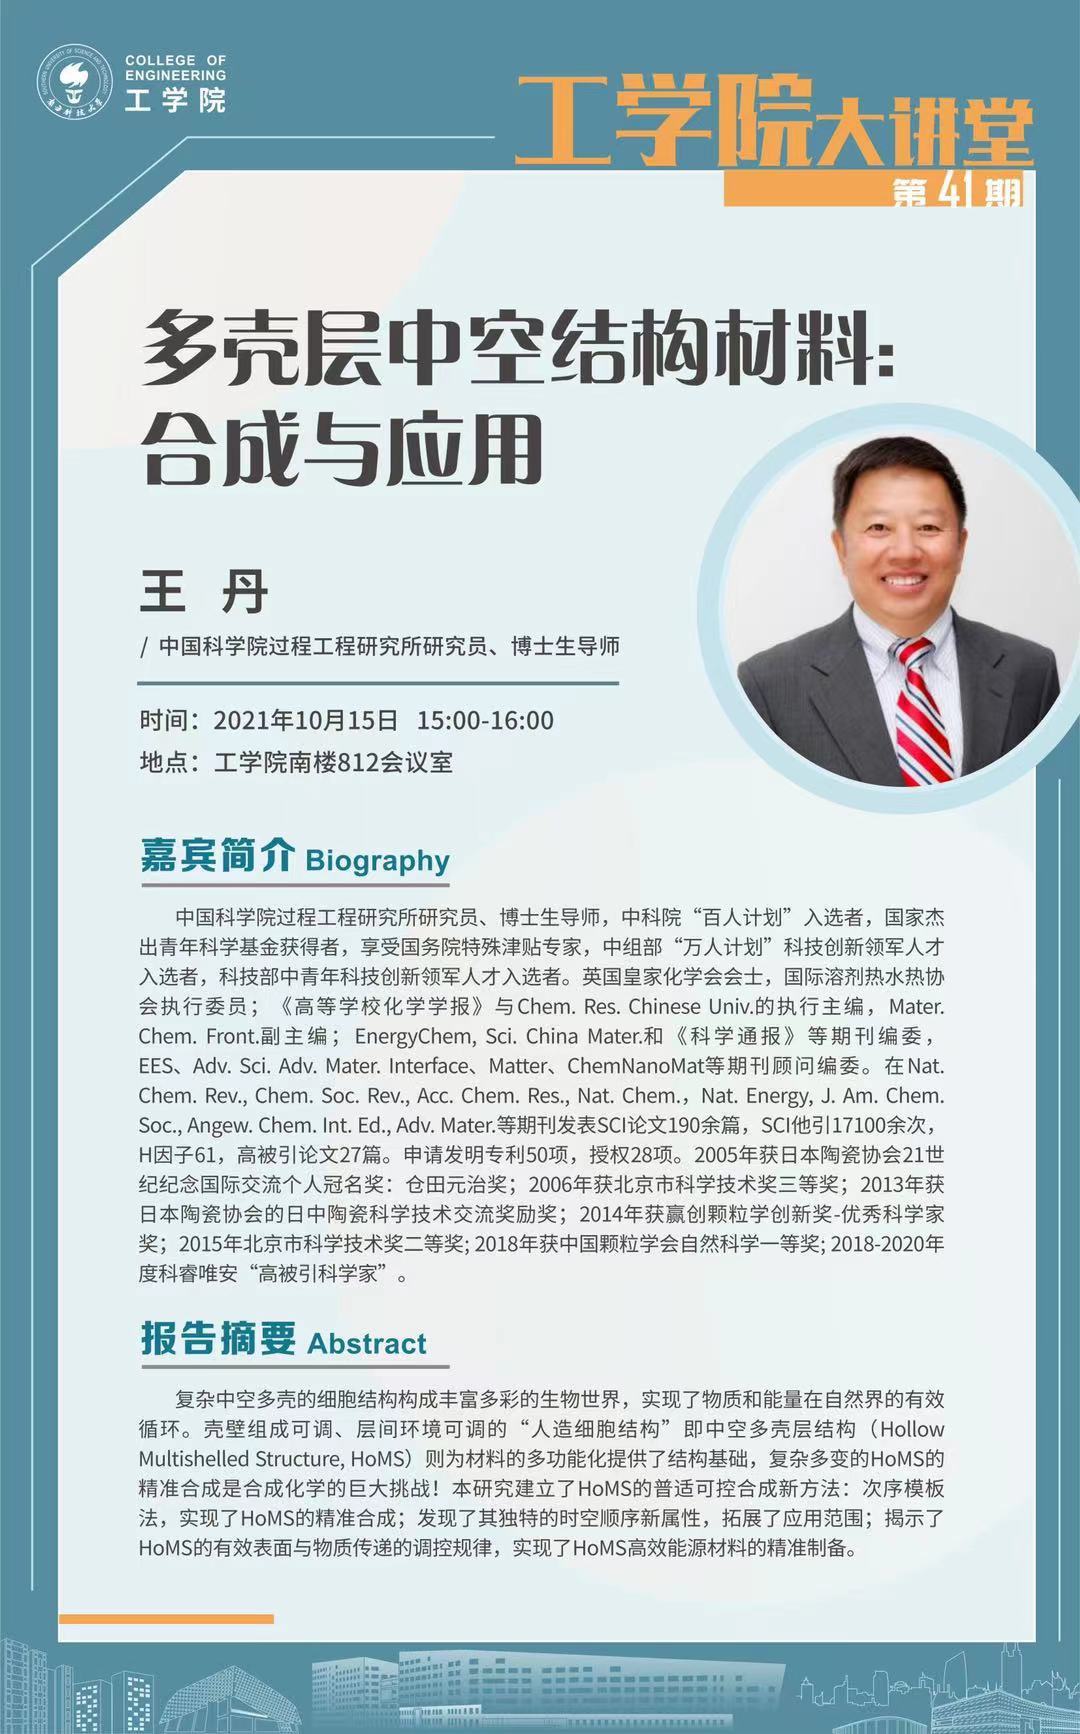 COLLEGE OF
ENGINEERING
工学院
SOUTHERN UNIVERSITY OF SCIENCE AND TECHNOLOGY
南方科技大学
工学院大讲堂
第41期
多壳层中空结构材料：
合成与应用
王 丹
/ 中国科学院过程工程研究所研究员、博士生导师
时间：2021年10月15日 15:00-16:00
地点：工学院南楼812会议室
嘉宾简介 Biography
中国科学院过程工程研究所研究员、博士生导师，中科院“百人计划”入选者，国家杰
出青年科学基金获得者，享受国务院特殊津贴专家，中组部“万人计划”科技创新领军人才
入选者，科技部中青年科技创新领军人才入选者。英国皇家化学会会士，国际溶剂热水热协
会执行委员；《高等学校化学学报》与Chem. Res. Chinese Univ.的执行主编，Mater.
Chem. Front.副主编；EnergyChem, Sci. China Mater.和《科学通报》等期刊编委，
EES、Adv. Sci. Adv. Mater. Interface、Matter、ChemNanoMat等期刊顾问编委。在Nat.
Chem. Rev., Chem. Soc. Rev., Acc. Chem. Res., Nat. Chem.，Nat. Energy, J. Am. Chem.
Soc., Angew. Chem. Int. Ed., Adv. Mater.等期刊发表SCI论文190余篇，SCI他引17100余次，
H因子61，高被引论文27篇。申请发明专利50项，授权28项。2005年获日本陶瓷协会21世
纪纪念国际交流个人冠名奖：仓田元治奖；2006年获北京市科学技术奖三等奖；2013年获
日本陶瓷协会的日中陶瓷科学技术交流奖励奖；2014年获赢创颗粒学创新奖-优秀科学家
奖；2015年北京市科学技术奖二等奖; 2018年获中国颗粒学会自然科学一等奖; 2018-2020年
度科睿唯安“高被引科学家”。
报告摘要 Abstract
复杂中空多壳的细胞结构构成丰富多彩的生物世界，实现了物质和能量在自然界的有效
循环。壳壁组成可调、层间环境可调的“人造细胞结构”即中空多壳层结构（Hollow
Multishelled Structure, HoMS）则为材料的多功能化提供了结构基础，复杂多变的HoMS的
精准合成是合成化学的巨大挑战！本研究建立了HoMS的普适可控合成新方法：次序模板
法，实现了HoMS的精准合成；发现了其独特的时空顺序新属性，拓展了应用范围；揭示了
HoMS的有效表面与物质传递的调控规律，实现了HoMS高效能源材料的精准制备。